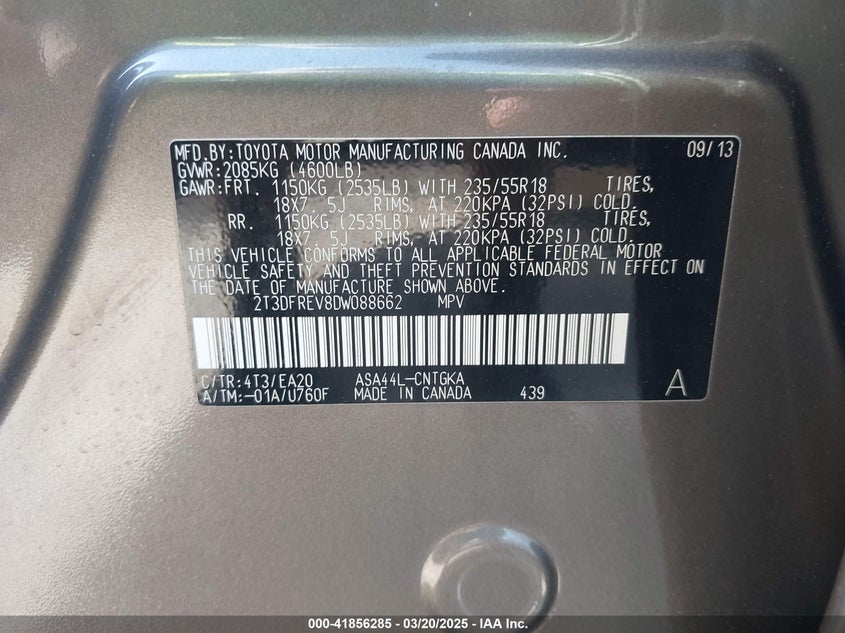 MFD. BY: TOYOTA MOTOR MANUFACTURING CANADA INC. 09/13
GVWR: 2085KG (4600LB)
GAWR: FRT. 1150KG (2535LB) WITH 235/55R18 TIRES,
18X7. 5J RIMS, AT 220KPA (32PSI) COLD.
RR. 1150KG (2535LB) WITH 235/55R18 TIRES,
18X7. 5J RIMS, AT 220KPA (32PSI) COLD.
THIS VEHICLE CONFORMS TO ALL APPLICABLE FEDERAL MOTOR
VEHICLE SAFETY AND THEFT PREVENTION STANDARDS IN EFFECT ON
THE DATE OF MANUFACTURE SHOWN ABOVE.
2T3DFREV8DW088662 MPV
C/TR: 4T3/EA20 ASA44L-CNTGKA
A/TM: -01A/U760F MADE IN CANADA 439 A
000-41856285 - 03/20/2025 - IAA Inc.